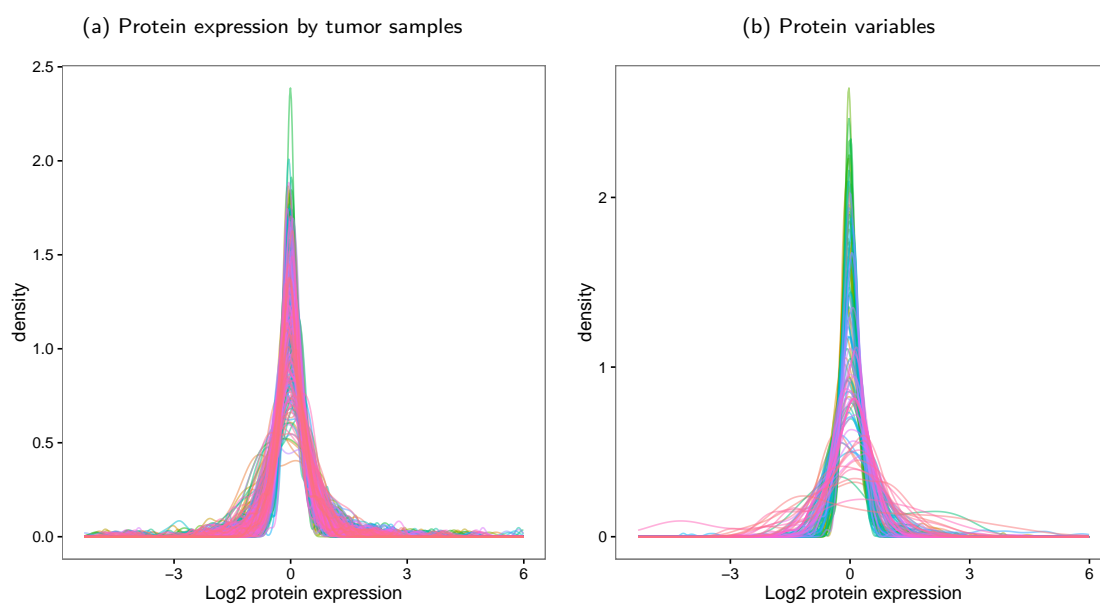 (a) Protein expression by tumor samples
2.5
2.0
1.5
1.0
0.5
0.0
density
−3
0
3
6
Log2 protein expression
(b) Protein variables
2
1
0
density
−3
0
3
6
Log2 protein expression